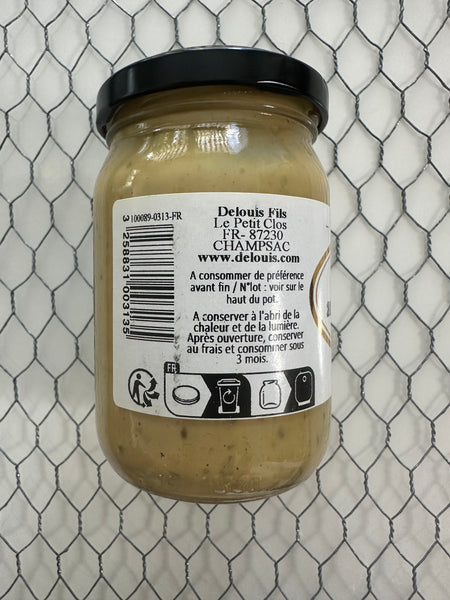 Delouis Fils
Le Petit Clos
FR- 87230
CHAMPSAC
www.delouis.com
A consommer de préférence
avant fin / N°lot : voir sur le
haut du pot.
A conserver à l'abri de la
chaleur et de la lumière.
Après ouverture, conserver
au frais et consommer sous
3 mois.
FR
100089-0313-FR
3 258831 003135